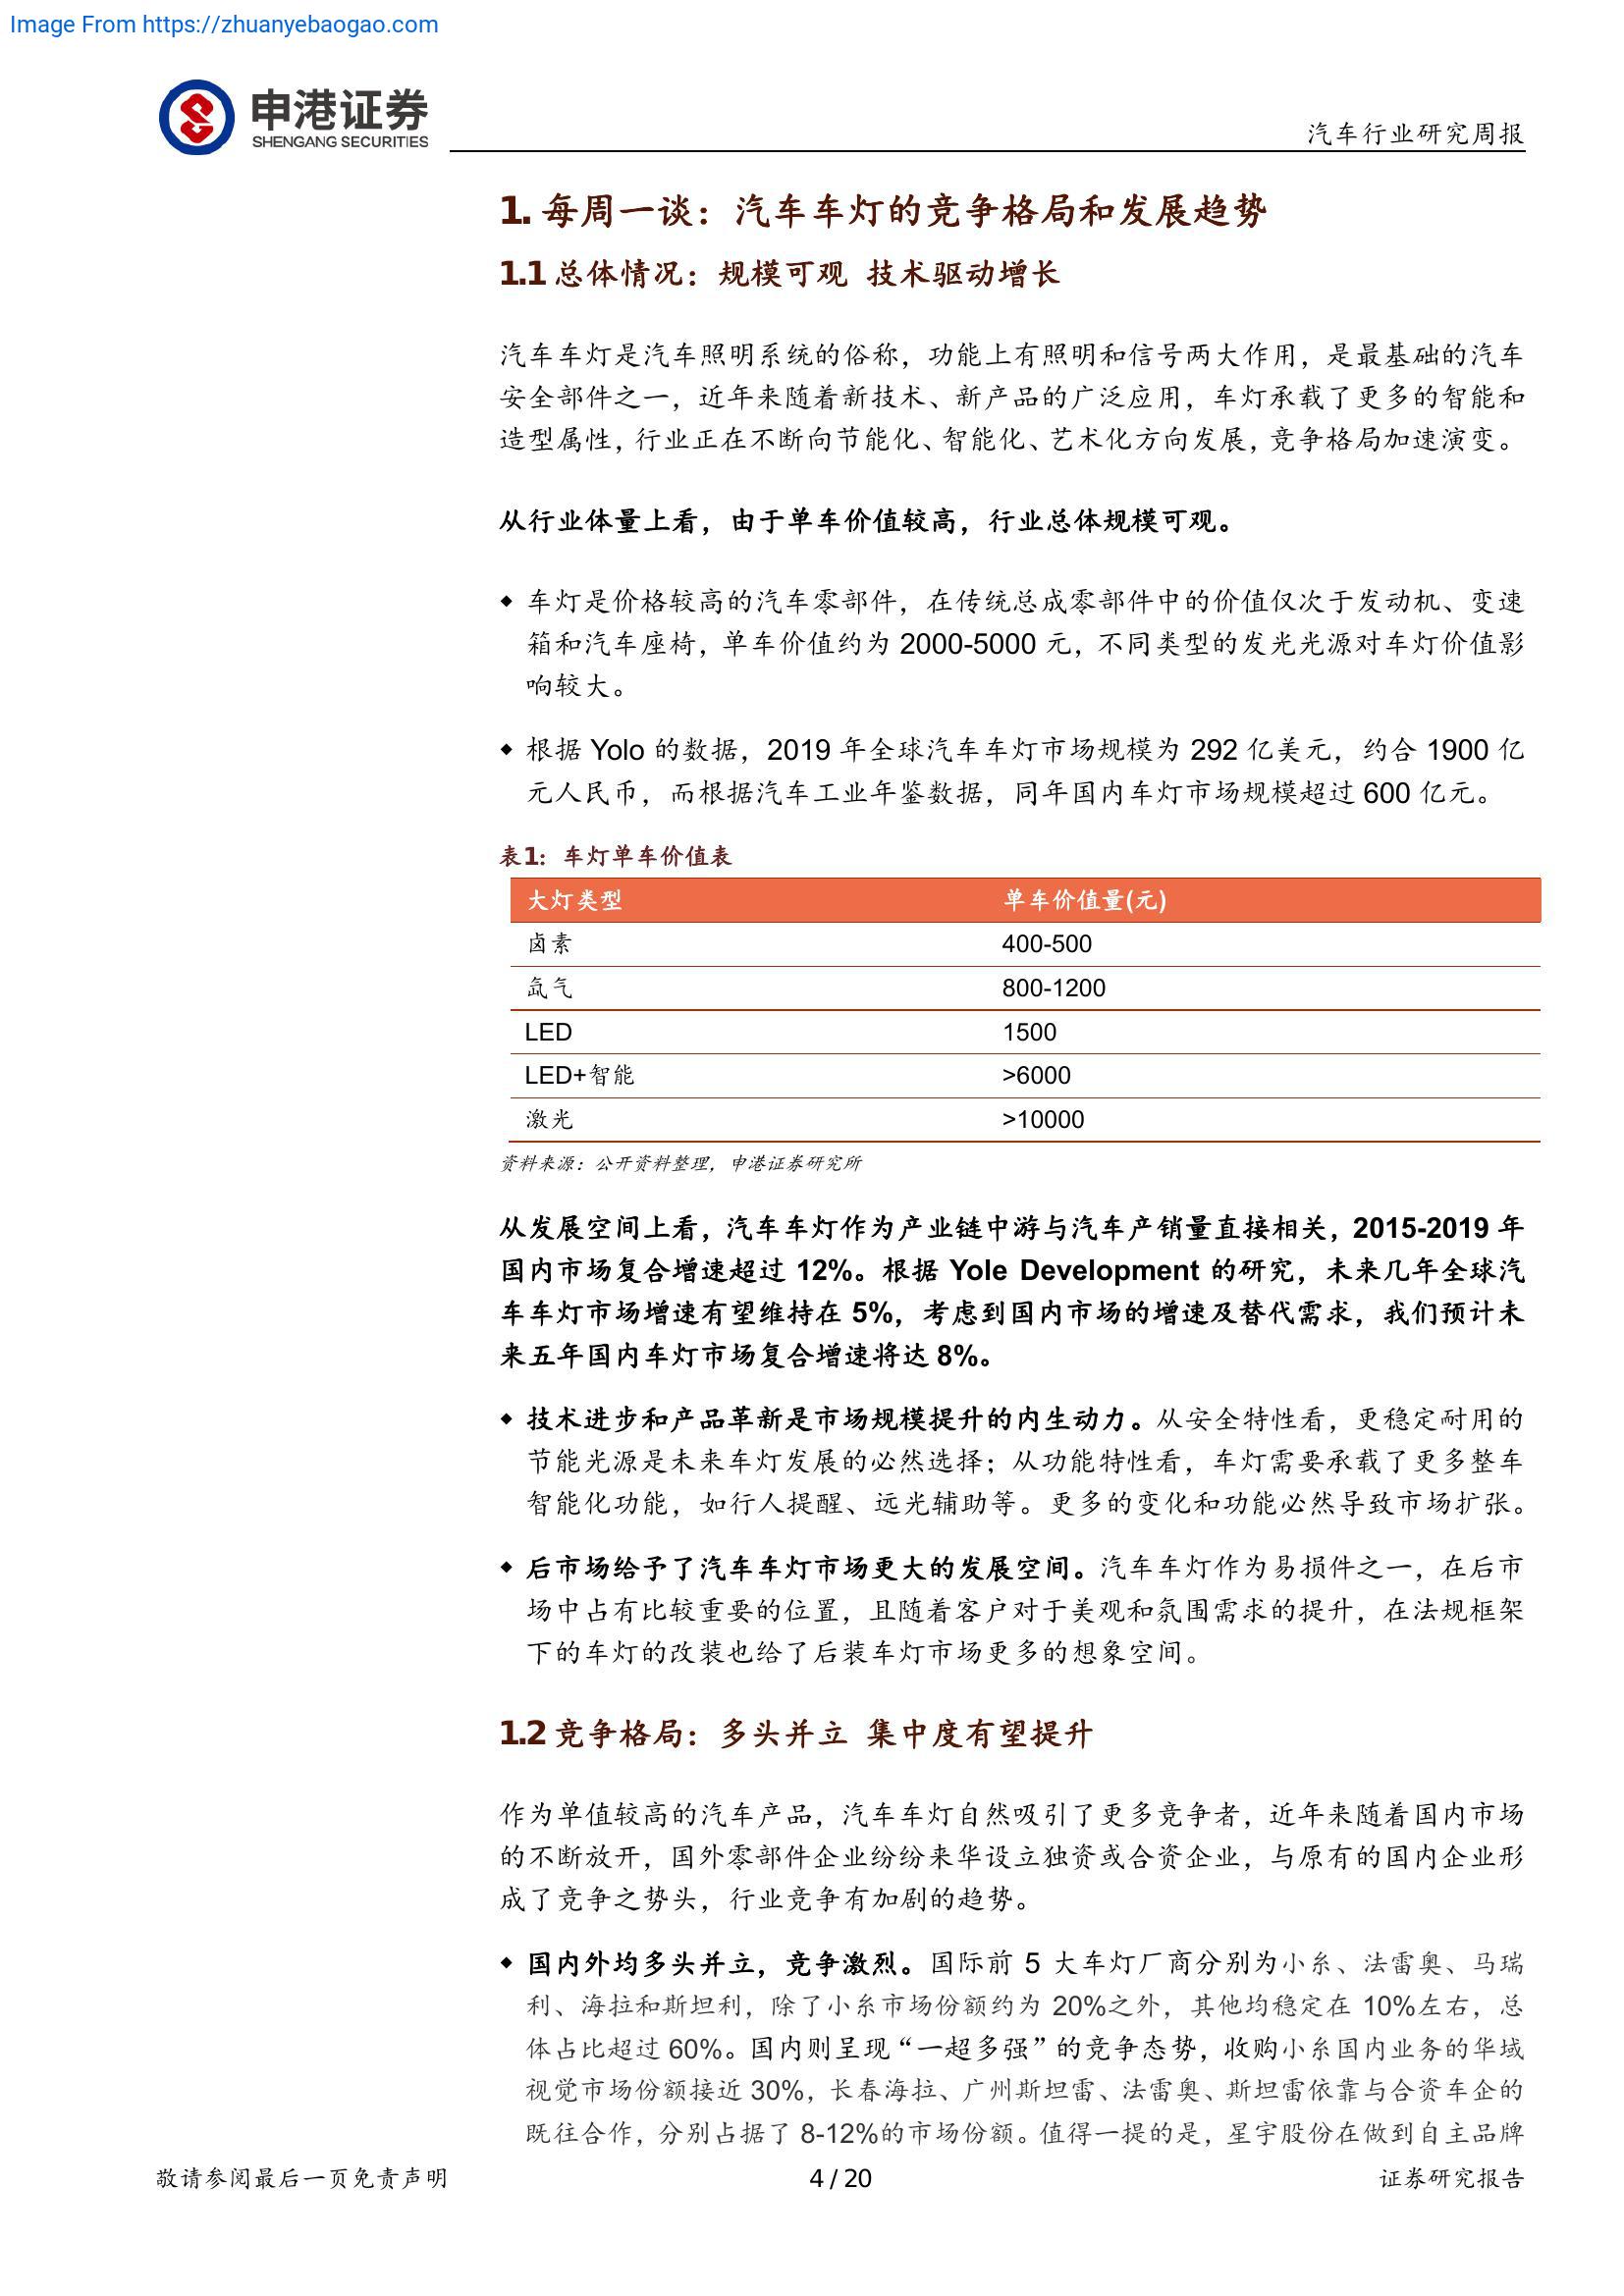 Image From https://zhuanyebaogao.com
申港证券
SHENGANG SECURITIES
汽车行业研究周报
1. 每周一谈：汽车车灯的竞争格局和发展趋势
1.1 总体情况：规模可观 技术驱动增长
汽车车灯是汽车照明系统的俗称，功能上有照明和信号两大作用，是最基础的汽车
安全部件之一，近年来随着新技术、新产品的广泛应用，车灯承载了更多的智能和
造型属性，行业正在不断向节能化、智能化、艺术化方向发展，竞争格局加速演变。
从行业体量上看，由于单车价值较高，行业总体规模可观。
◆ 车灯是价格较高的汽车零部件，在传统总成零部件中的价值仅次于发动机、变速
箱和汽车座椅，单车价值约为 2000-5000 元，不同类型的发光光源对车灯价值影
响较大。
◆ 根据 Yolo 的数据，2019 年全球汽车车灯市场规模为 292 亿美元，约合 1900 亿
元人民币，而根据汽车工业年鉴数据，同年国内车灯市场规模超过 600 亿元。
表1：车灯单车价值表
大灯类型 单车价值量(元)
卤素 400-500
氙气 800-1200
LED 1500
LED+智能 >6000
激光 >10000
资料来源：公开资料整理，申港证券研究所
从发展空间上看，汽车车灯作为产业链中游与汽车产销量直接相关，2015-2019 年
国内市场复合增速超过 12%。根据 Yole Development 的研究，未来几年全球汽
车车灯市场增速有望维持在 5%，考虑到国内市场的增速及替代需求，我们预计未
来五年国内车灯市场复合增速将达 8%。
◆ 技术进步和产品革新是市场规模提升的内生动力。从安全特性看，更稳定耐用的
节能光源是未来车灯发展的必然选择；从功能特性看，车灯需要承载了更多整车
智能化功能，如行人提醒、远光辅助等。更多的变化和功能必然导致市场扩张。
◆ 后市场给予了汽车车灯市场更大的发展空间。汽车车灯作为易损件之一，在后市
场中占有比较重要的位置，且随着客户对于美观和氛围需求的提升，在法规框架
下的车灯的改装也给了后装车灯市场更多的想象空间。
1.2 竞争格局：多头并立 集中度有望提升
作为单值较高的汽车产品，汽车车灯自然吸引了更多竞争者，近年来随着国内市场
的不断放开，国外零部件企业纷纷来华设立独资或合资企业，与原有的国内企业形
成了竞争之势头，行业竞争有加剧的趋势。
◆ 国内外均多头并立，竞争激烈。国际前 5 大车灯厂商分别为小糸、法雷奥、马瑞
利、海拉和斯坦利，除了小糸市场份额约为 20%之外，其他均稳定在 10%左右，总
体占比超过 60%。国内则呈现“一超多强”的竞争态势，收购小糸国内业务的华域
视觉市场份额接近 30%，长春海拉、广州斯坦雷、法雷奥、斯坦雷依靠与合资车企的
既往合作，分别占据了 8-12%的市场份额。值得一提的是，星宇股份在做到自主品牌
敬请参阅最后一页免责声明 4 / 20 证券研究报告